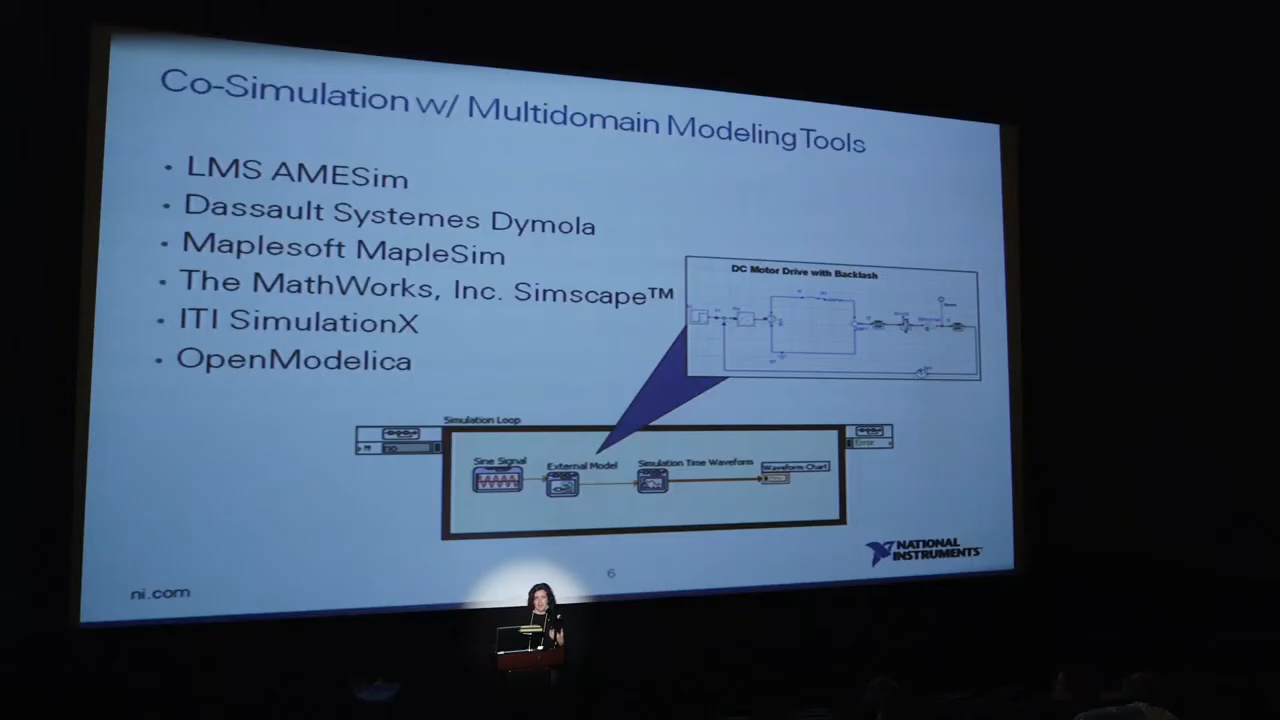 Co-Simulation w/ Multidomain Modeling Tools
• LMS AMESim
• Dassault Systemes Dymola
• Maplesoft MapleSim
• The MathWorks, Inc. Simscape™
• ITI SimulationX
• OpenModelica
DC Motor Drive with Backlash
Simulation Loop
Error
Sine Signal
External Model
Simulation Time Waveform
Waveform Chart
NATIONAL
INSTRUMENTS
6
ni.com